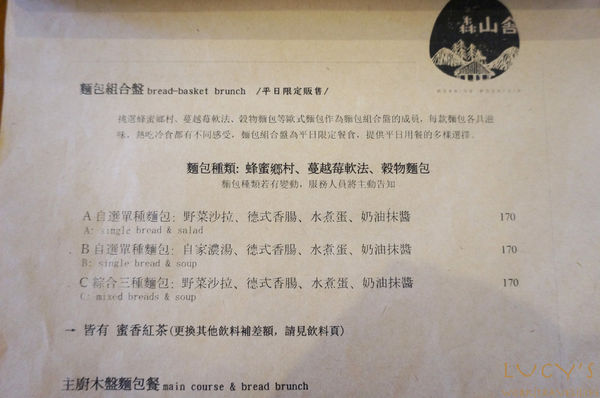 森山舍
MORNING MOUNTAIN
麵包組合盤 bread-basket brunch /平日限定販售/
挑選蜂蜜鄉村、蔓越莓軟法、穀物麵包等歐式麵包作為麵包組合盤的成員，每款麵包各具滋
味，熱吃冷食都有不同感受，麵包組合盤為平日限定餐食，提供平日用餐的多樣選擇。
麵包種類: 蜂蜜鄉村、蔓越莓軟法、穀物麵包
麵包種類若有變動，服務人員將主動告知
A 自選單種麵包: 野菜沙拉、德式香腸、水煮蛋、奶油抹醬 170
A: single bread & salad
B 自選單種麵包: 自家濃湯、德式香腸、水煮蛋、奶油抹醬 170
B: single bread & soup
C 綜合三種麵包: 野菜沙拉、德式香腸、水煮蛋、奶油抹醬 170
C: mixed breads & soup
→ 皆有 蜜香紅茶(更換其他飲料補差額，請見飲料頁)
主廚木盤麵包餐 main course & bread brunch
LUCY'S